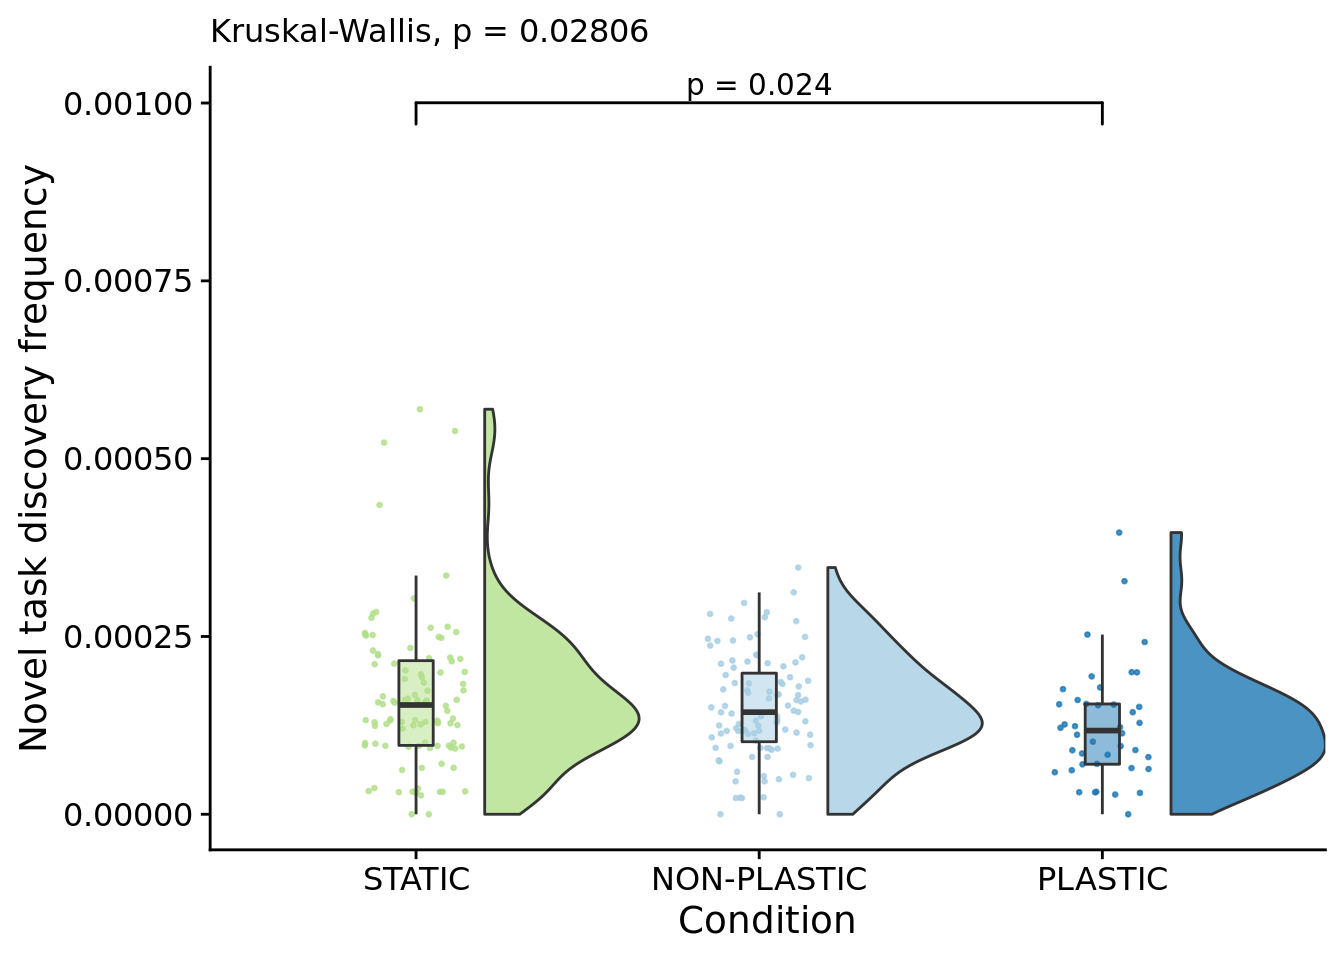 Kruskal-Wallis, p = 0.02806
p = 0.024
0.00100
0.00075
0.00050
0.00025
0.00000
Novel task discovery frequency
STATIC NON-PLASTIC PLASTIC
Condition